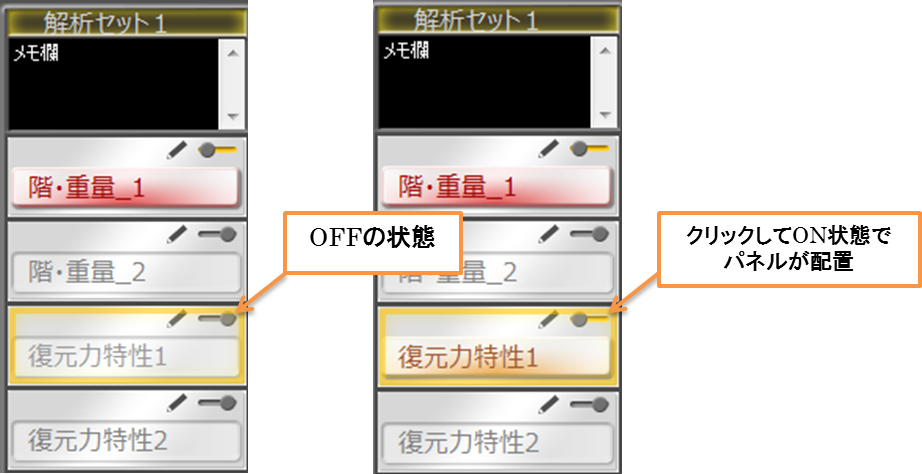 解析セット1
メモ欄
階・重量_1
階・重量_2
復元力特性1
復元力特性2
OFFの状態
解析セット1
メモ欄
階・重量_1
階・重量_2
復元力特性1
復元力特性2
クリックしてON状態で
パネルが配置